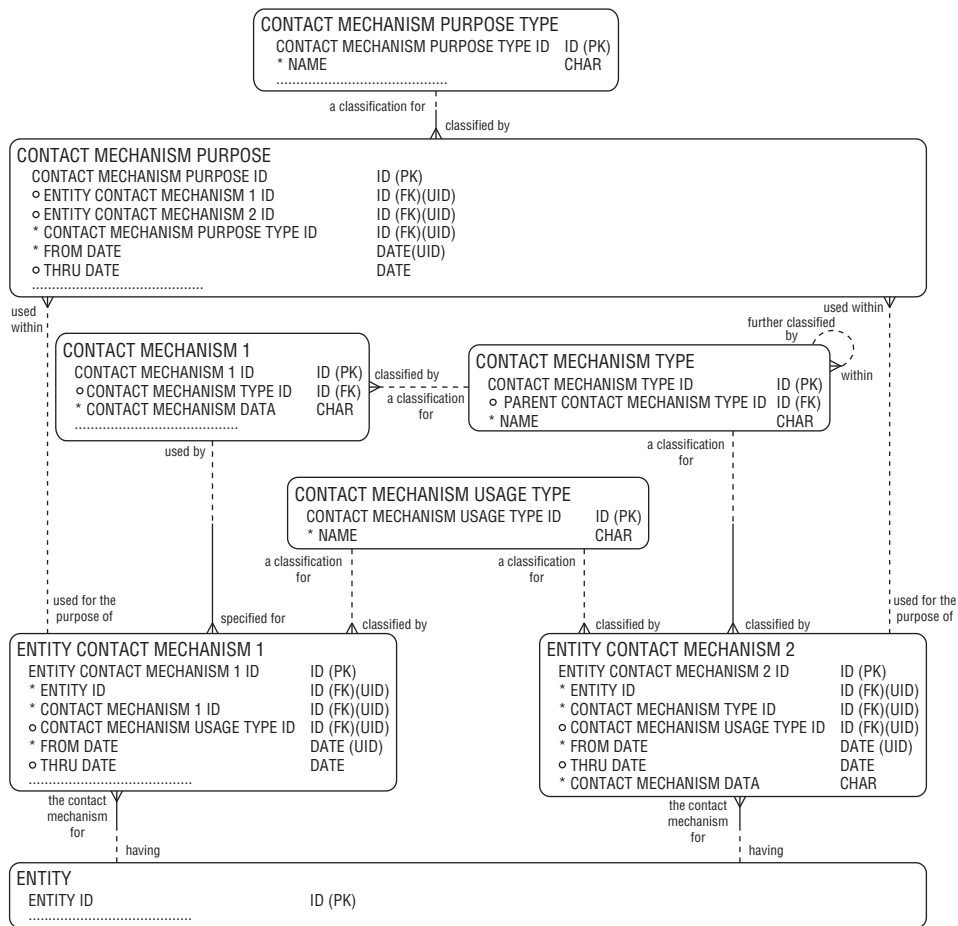 CONTACT MECHANISM PURPOSE TYPE
CONTACT MECHANISM PURPOSE TYPE ID ID (PK)
* NAME CHAR
...........................................
a classification for
classified by
CONTACT MECHANISM PURPOSE
CONTACT MECHANISM PURPOSE ID ID (PK)
o ENTITY CONTACT MECHANISM 1 ID ID (FK)(UID)
o ENTITY CONTACT MECHANISM 2 ID ID (FK)(UID)
* CONTACT MECHANISM PURPOSE TYPE ID ID (FK)(UID)
* FROM DATE DATE(UID)
o THRU DATE DATE
...........................................
used
within
used within
CONTACT MECHANISM 1
CONTACT MECHANISM 1 ID ID (PK)
o CONTACT MECHANISM TYPE ID ID (FK)
* CONTACT MECHANISM DATA CHAR
.........................................
classified by
a classification
for
further classified
by
within
CONTACT MECHANISM TYPE
CONTACT MECHANISM TYPE ID ID (PK)
o PARENT CONTACT MECHANISM TYPE ID ID (FK)
* NAME CHAR
used by
a classification
for
CONTACT MECHANISM USAGE TYPE
CONTACT MECHANISM USAGE TYPE ID ID (PK)
* NAME CHAR
a classification
for
a classification
for
used for the
purpose of
specified for
classified by
classified by
classified by
used for the
purpose of
ENTITY CONTACT MECHANISM 1
ENTITY CONTACT MECHANISM 1 ID ID (PK)
* ENTITY ID ID (FK)(UID)
* CONTACT MECHANISM 1 ID ID (FK)(UID)
o CONTACT MECHANISM USAGE TYPE ID ID (FK)(UID)
* FROM DATE DATE (UID)
o THRU DATE DATE
.........................................
ENTITY CONTACT MECHANISM 2
ENTITY CONTACT MECHANISM 2 ID ID (PK)
* ENTITY ID ID (FK)(UID)
* CONTACT MECHANISM TYPE ID ID (FK)(UID)
o CONTACT MECHANISM USAGE TYPE ID ID (FK)(UID)
* FROM DATE DATE (UID)
o THRU DATE DATE
* CONTACT MECHANISM DATA CHAR
the contact
mechanism
for
having
the contact
mechanism
for
having
ENTITY
ENTITY ID ID (PK)
.........................................